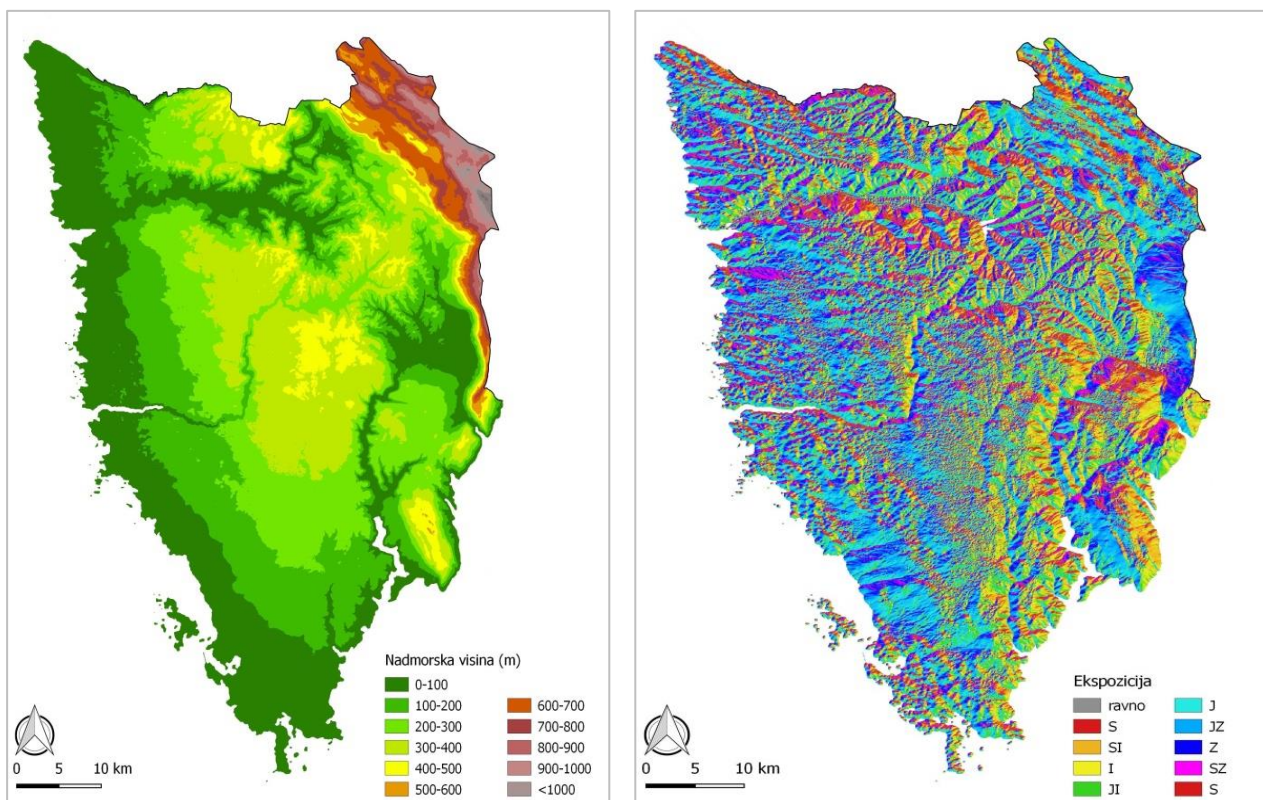 Nadmorska visina (m)
0-100
100-200
200-300
300-400
400-500
500-600
600-700
700-800
800-900
900-1000
<1000
0 5 10 km
Ekspozicija
ravno
S
SI
I
JI
J
JZ
Z
SZ
S
0 5 10 km